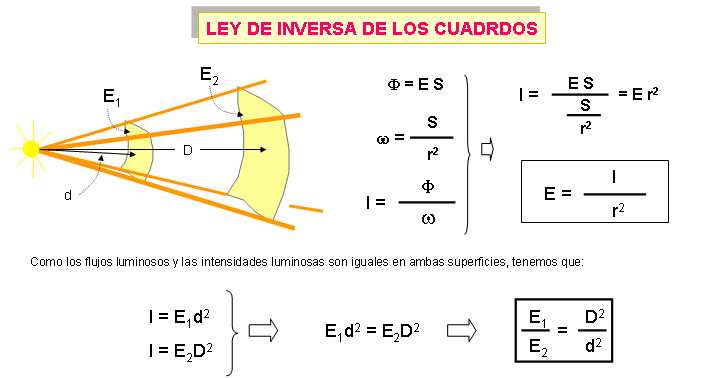 LEY DE INVERSA DE LOS CUADRDOS
E₁
E₂
D
d
Φ = E S
ω = S / r²
I = Φ / ω
I = E S / (S / r²) = E r²
E = I / r²
Como los flujos luminosos y las intensidades luminosas son iguales en ambas superficies, tenemos que:
I = E₁d²
I = E₂D²
E₁d² = E₂D²
E₁ / E₂ = D² / d²